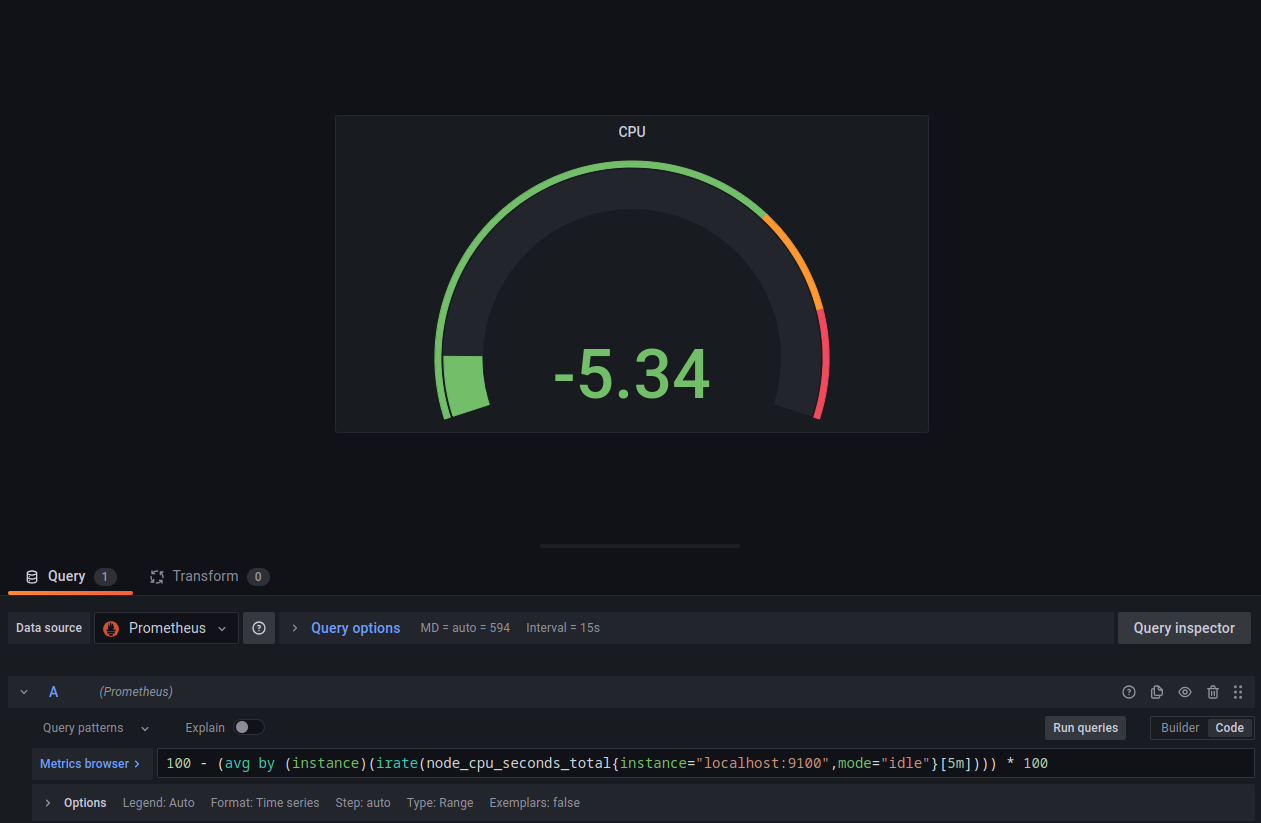 CPU
-5.34
Query 1 Transform 0
Data source Prometheus Query options MD = auto = 594 Interval = 15s Query inspector
A (Prometheus)
Query patterns Explain Run queries Builder Code
Metrics browser > 100 - (avg by (instance)(irate(node_cpu_seconds_total{instance="localhost:9100",mode="idle"}[5m]))) * 100
Options Legend: Auto Format: Time series Step: auto Type: Range Exemplars: false